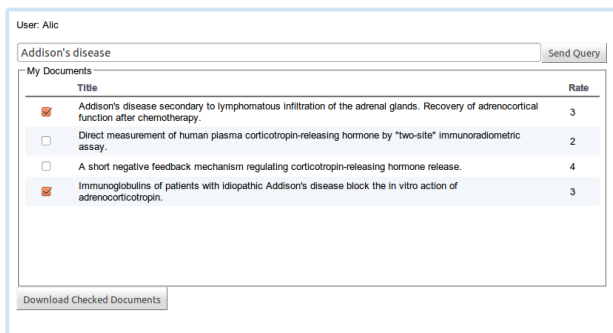 User: Alic
Addison's disease
Send Query
My Documents
Title Rate
Addison's disease secondary to lymphomatous infiltration of the adrenal glands. Recovery of adrenocortical 3
function after chemotherapy.
Direct measurement of human plasma corticotropin-releasing hormone by "two-site" immunoradiometric 2
assay.
A short negative feedback mechanism regulating corticotropin-releasing hormone release. 4
Immunoglobulins of patients with idiopathic Addison's disease block the in vitro action of 3
adrenocorticotropin.
Download Checked Documents